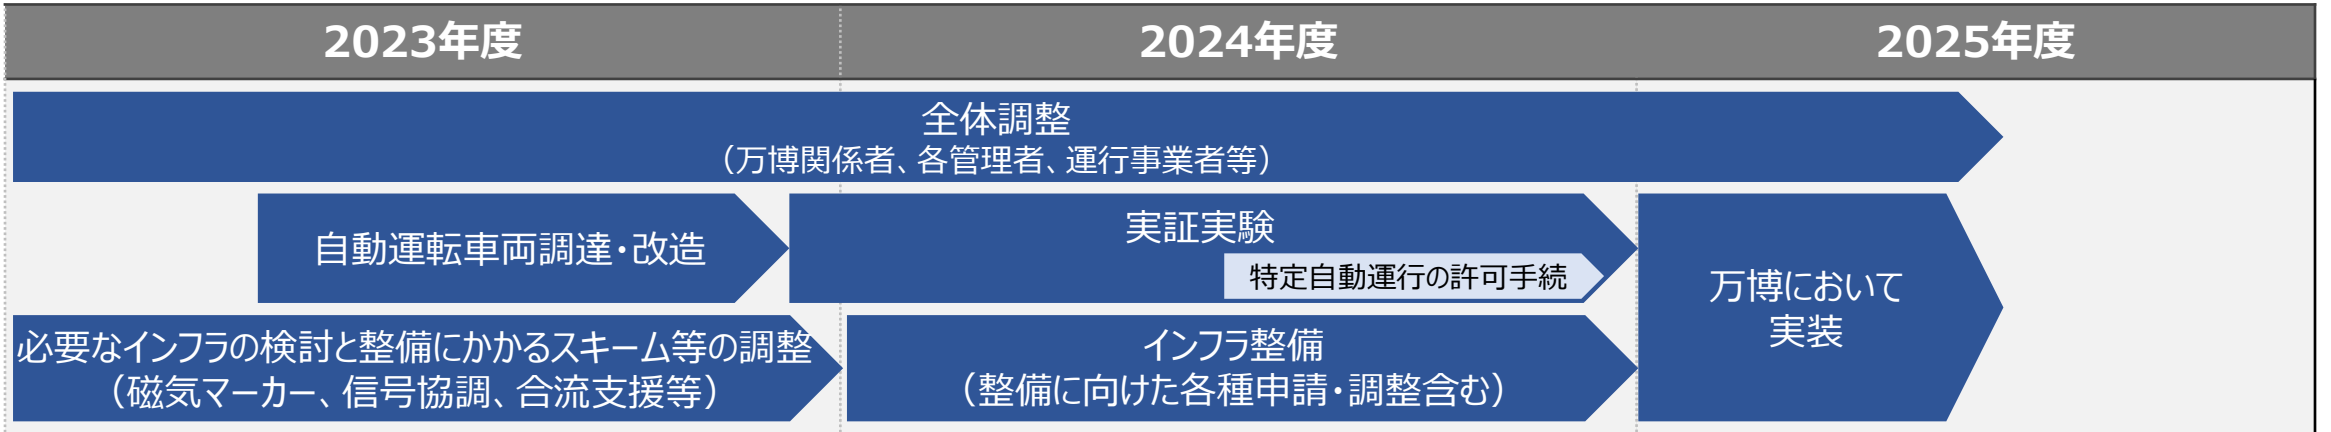 2023年度
2024年度
2025年度
全体調整
（万博関係者、各管理者、運行事業者等）
自動運転車両調達・改造
実証実験
特定自動運行の許可手続
必要なインフラの検討と整備にかかるスキーム等の調整
（磁気マーカー、信号協調、合流支援等）
インフラ整備
（整備に向けた各種申請・調整含む）
万博において
実装